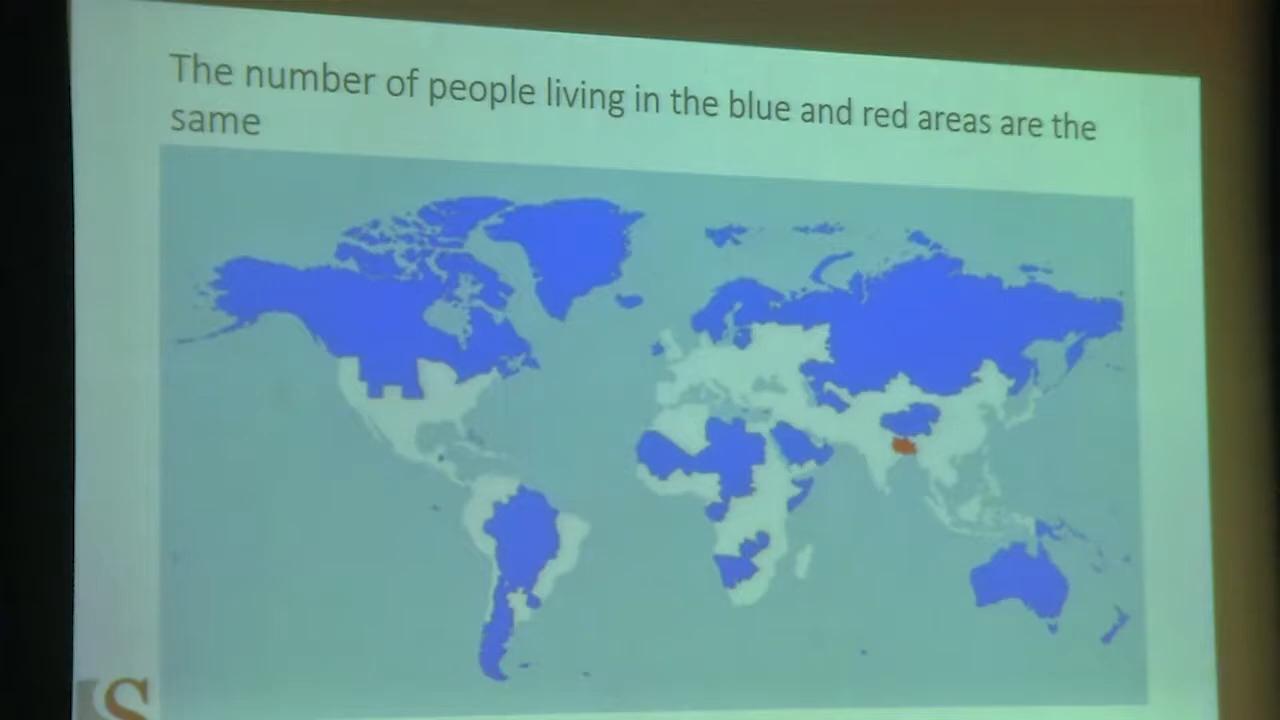 The number of people living in the blue and red areas are the
same
S